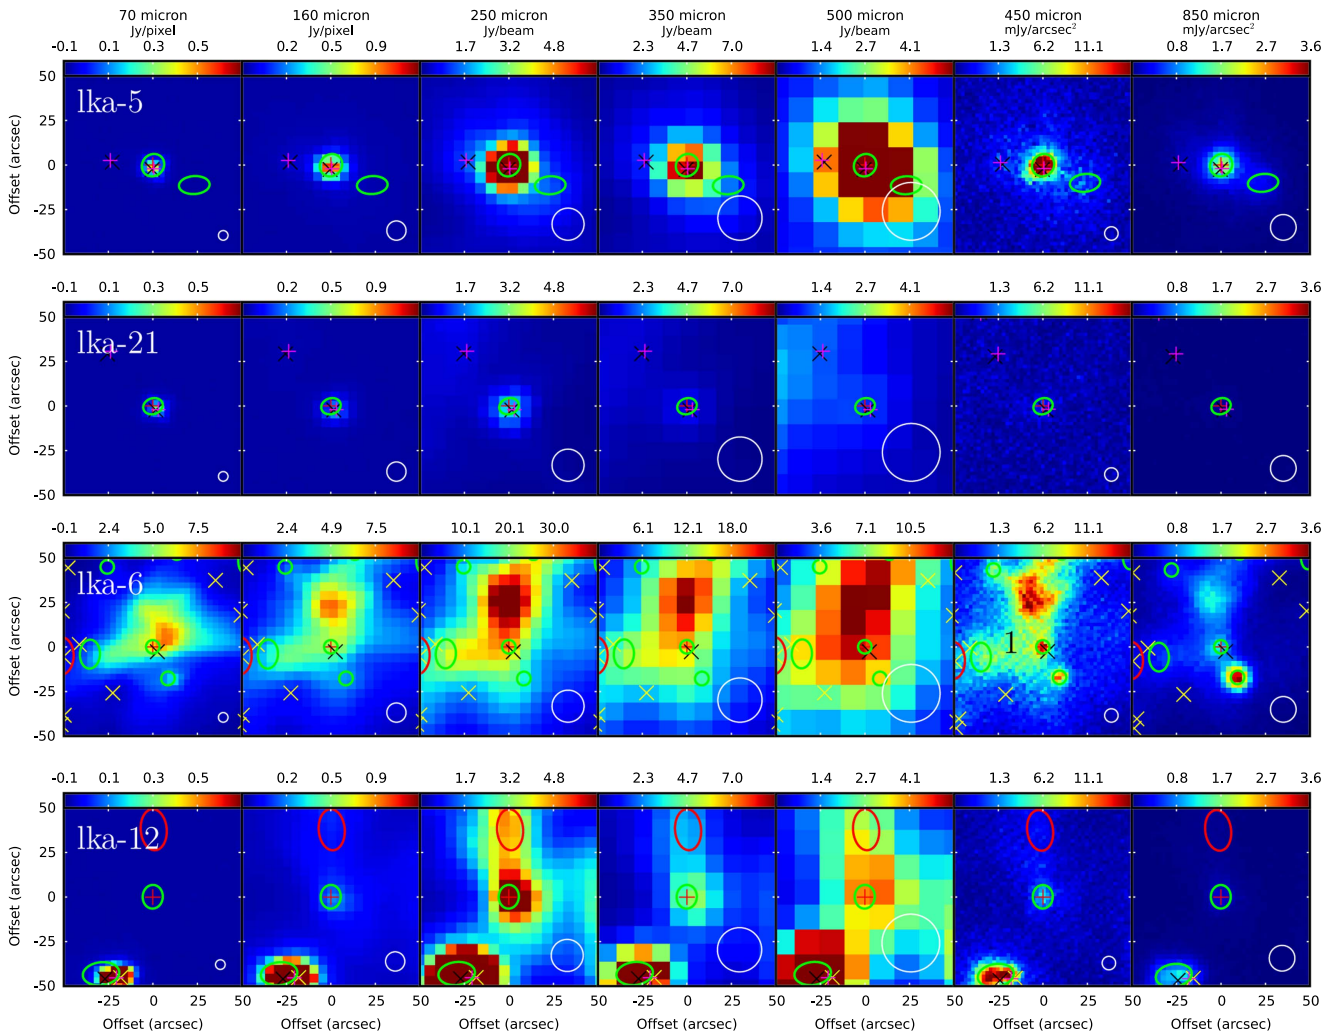 70 micron 160 micron 250 micron 350 micron 500 micron 450 micron 850 micron
Jy/pixel Jy/pixel Jy/beam Jy/beam Jy/beam mJy/arcsec² mJy/arcsec²
-0.1 0.1 0.3 0.5 0.2 0.5 0.9 1.7 3.2 4.8 2.3 4.7 7.0 1.4 2.7 4.1 1.3 6.2 11.1 0.8 1.7 2.7 3.6
50
lka-5
25
Offset (arcsec)
0
-25
-50
-0.1 0.1 0.3 0.5 0.2 0.5 0.9 1.7 3.2 4.8 2.3 4.7 7.0 1.4 2.7 4.1 1.3 6.2 11.1 0.8 1.7 2.7 3.6
50
lka-21
25
Offset (arcsec)
0
-25
-50
-0.1 2.4 5.0 7.5 2.4 4.9 7.5 10.1 20.1 30.0 6.1 12.1 18.0 3.6 7.1 10.5 1.3 6.2 11.1 0.8 1.7 2.7 3.6
50
lka-6
25
Offset (arcsec)
0
1
-25
-50
-0.1 0.1 0.3 0.5 0.2 0.5 0.9 1.7 3.2 4.8 2.3 4.7 7.0 1.4 2.7 4.1 1.3 6.2 11.1 0.8 1.7 2.7 3.6
50
lka-12
25
Offset (arcsec)
0
-25
-50
-25 0 25 -25 0 25 50 -25 0 25 50 -25 0 25 50 -25 0 25 50 -25 0 25 50 -25 0 25 50
Offset (arcsec) Offset (arcsec) Offset (arcsec) Offset (arcsec) Offset (arcsec) Offset (arcsec) Offset (arcsec)